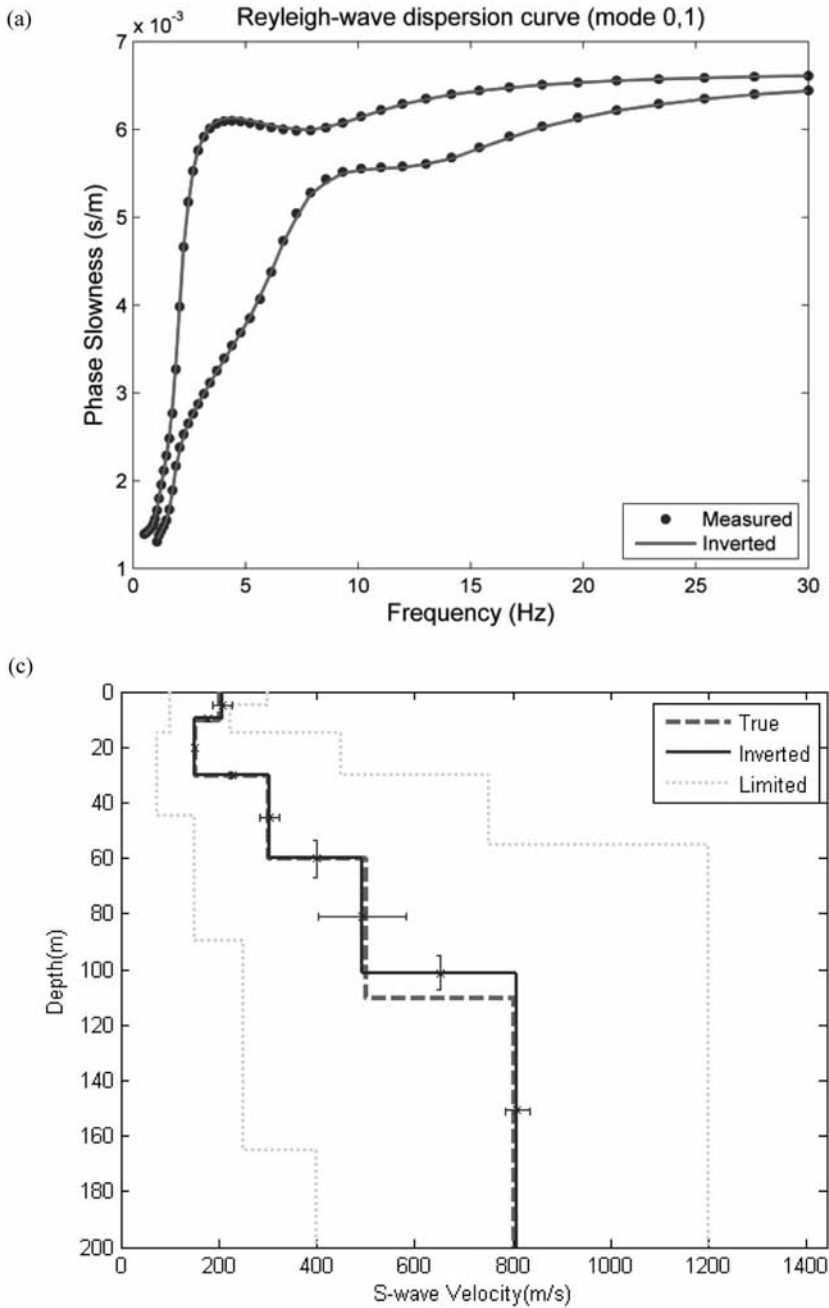 (a)
Reyleigh-wave dispersion curve (mode 0,1)
x 10⁻³
7
6
5
4
3
2
1
Phase Slowness (s/m)
0 5 10 15 20 25 30
Frequency (Hz)
Measured
Inverted
(c)
0
20
40
60
80
100
120
140
160
180
200
Depth(m)
0 200 400 600 800 1000 1200 1400
S-wave Velocity(m/s)
True
Inverted
Limited